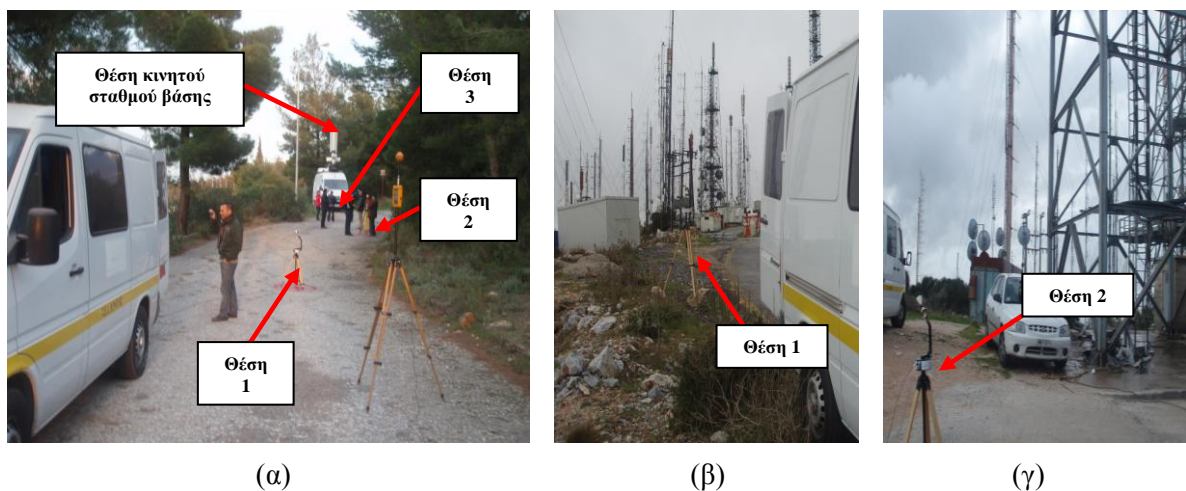 Θέση κινητού
σταθμού βάσης
Θέση
3
Θέση
2
Θέση
1
Θέση 1
Θέση 2
(α)
(β)
(γ)